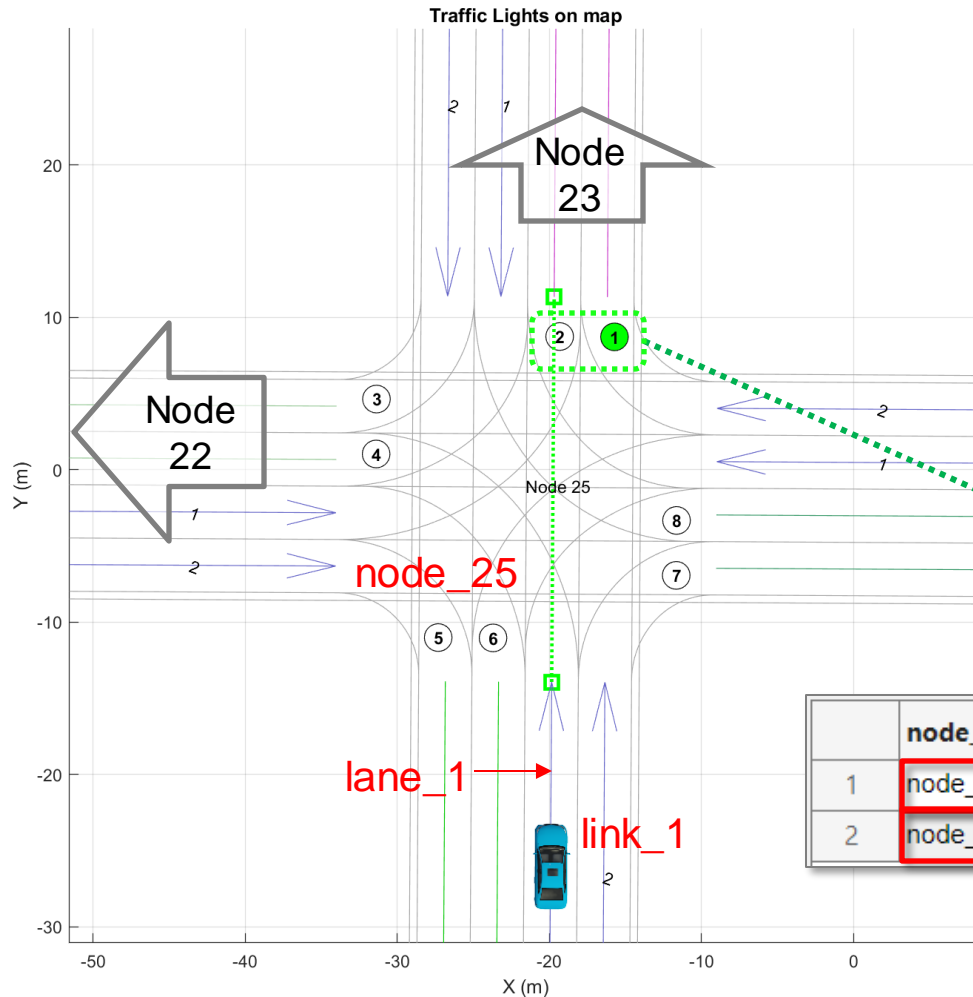 Traffic Lights on map
2
1
20
Node
23
10
2
1
3
2
Node
22
4
1
0
Node 25
Y (m)
1
8
2
node_25
7
-10
5
6
node_
-20
lane_1
1
node_
link_1
2
node_
2
-30
-50
-40
-30
-20
-10
0
X (m)